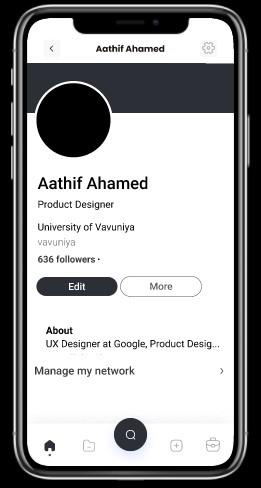 Aathif Ahamed
Aathif Ahamed
Product Designer
University of Vavuniya
vavuniya
636 followers •
Edit More
About
UX Designer at Google, Product Desig...
Manage my network